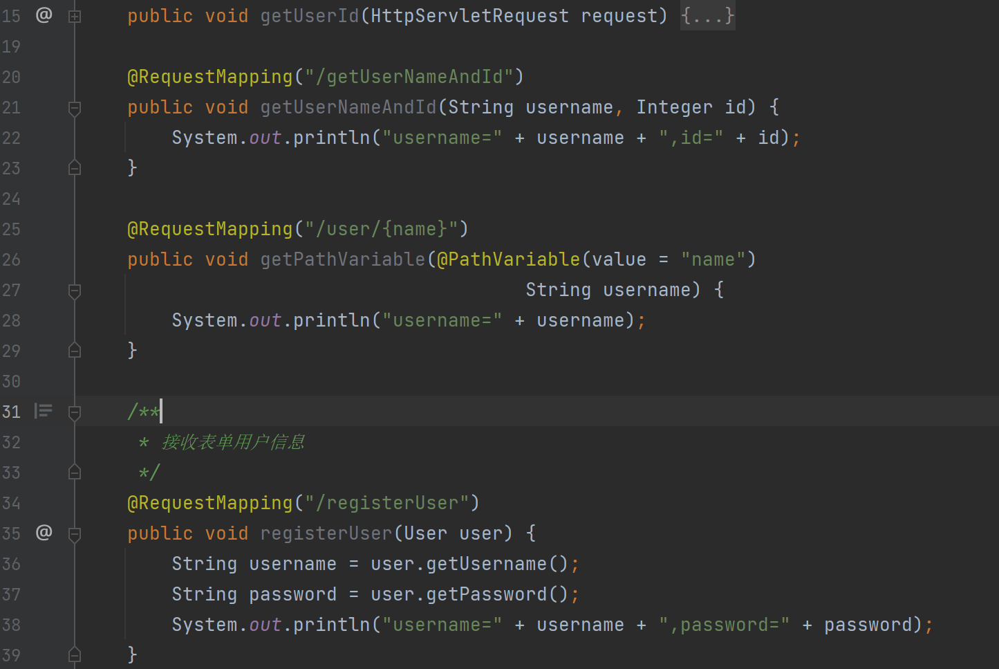 15 @ public void getUserId(HttpServletRequest request) {...}
19
20 @RequestMapping("/getUserNameAndId")
21 public void getUserNameAndId(String username, Integer id) {
22 System.out.println("username=" + username + ",id=" + id);
23 }
24
25 @RequestMapping("/user/{name}")
26 public void getPathVariable(@PathVariable(value = "name")
27 String username) {
28 System.out.println("username=" + username);
29 }
30
31 /**
32 * 接收表单用户信息
33 */
34 @RequestMapping("/registerUser")
35 @ public void registerUser(User user) {
36 String username = user.getUsername();
37 String password = user.getPassword();
38 System.out.println("username=" + username + ",password=" + password);
39 }